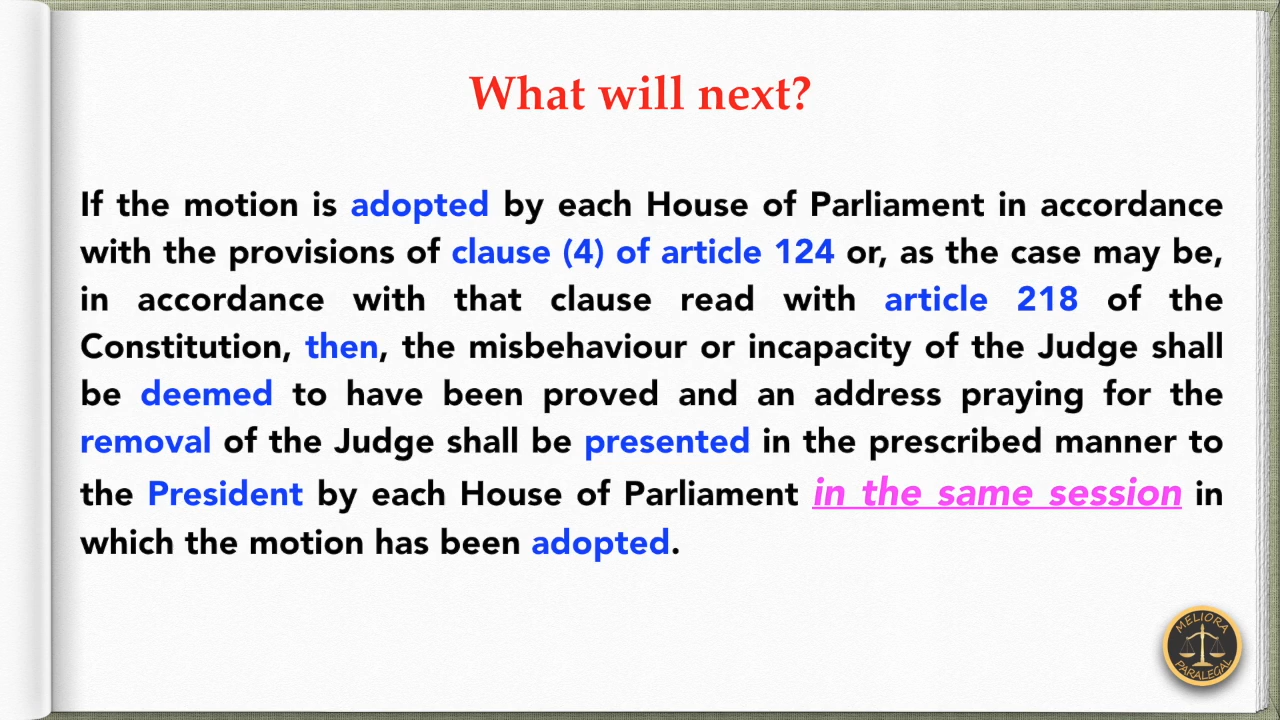 What will next?
If the motion is adopted by each House of Parliament in accordance
with the provisions of clause (4) of article 124 or, as the case may be,
in accordance with that clause read with article 218 of the
Constitution, then, the misbehaviour or incapacity of the Judge shall
be deemed to have been proved and an address praying for the
removal of the Judge shall be presented in the prescribed manner to
the President by each House of Parliament in the same session in
which the motion has been adopted.
MELIORA
PARALEGAL